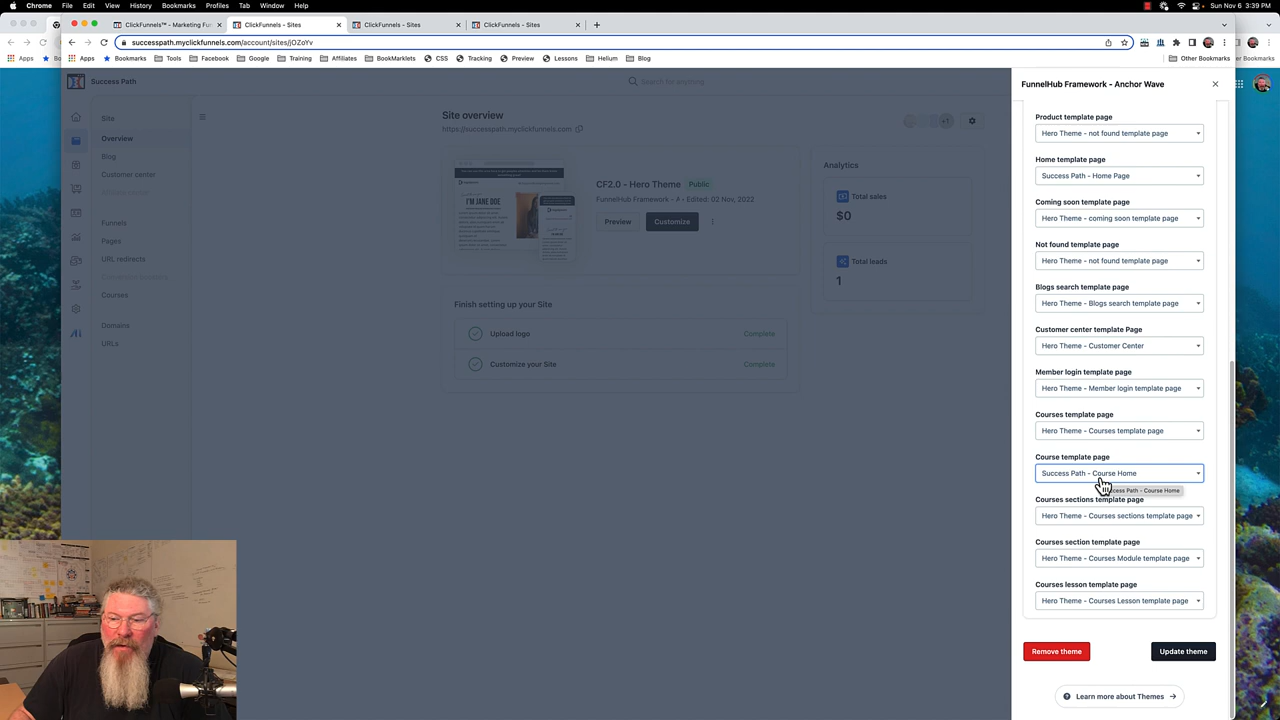 Chrome File Edit View History Bookmarks Profiles Tab Window Help
Sun Nov 6 3:39 PM
ClickFunnels™ - Marketing Fu
ClickFunnels - Sites
ClickFunnels - Sites
ClickFunnels - Sites
successpath.myclickfunnels.com/account/sites/jOZoYv
Apps
Apps Bookmarks Tools Facebook Google Training Affiliates BookMarklets CSS Tracking Preview Lessons Helium Blog Other Bookmarks
Success Path
Search for anything
FunnelHub Framework - Anchor Wave
Site
Overview
Blog
Customer center
Funnels
Pages
URL redirects
Courses
Domains
URLs
Site overview
https://successpath.myclickfunnels.com
+1
I'M JANE DOE
CF2.0 - Hero Theme Public
Edited: 02 Nov, 2022
Preview Customize
Analytics
Total sales
$0
Total leads
1
Finish setting up your Site
Upload logo Complete
Customize your Site Complete
Product template page
Hero Theme - not found template page
Home template page
Success Path - Home Page
Coming soon template page
Hero Theme - coming soon template page
Not found template page
Hero Theme - not found template page
Blogs search template page
Hero Theme - Blogs search template page
Customer center template Page
Hero Theme - Customer Center
Member login template page
Hero Theme - Member login template page
Courses template page
Hero Theme - Courses template page
Course template page
Success Path - Course Home
Success Path - Course Home
Courses sections template page
Hero Theme - Courses sections template page
Courses section template page
Hero Theme - Courses Module template page
Courses lesson template page
Hero Theme - Courses Lesson template page
Remove theme Update theme
Learn more about Themes